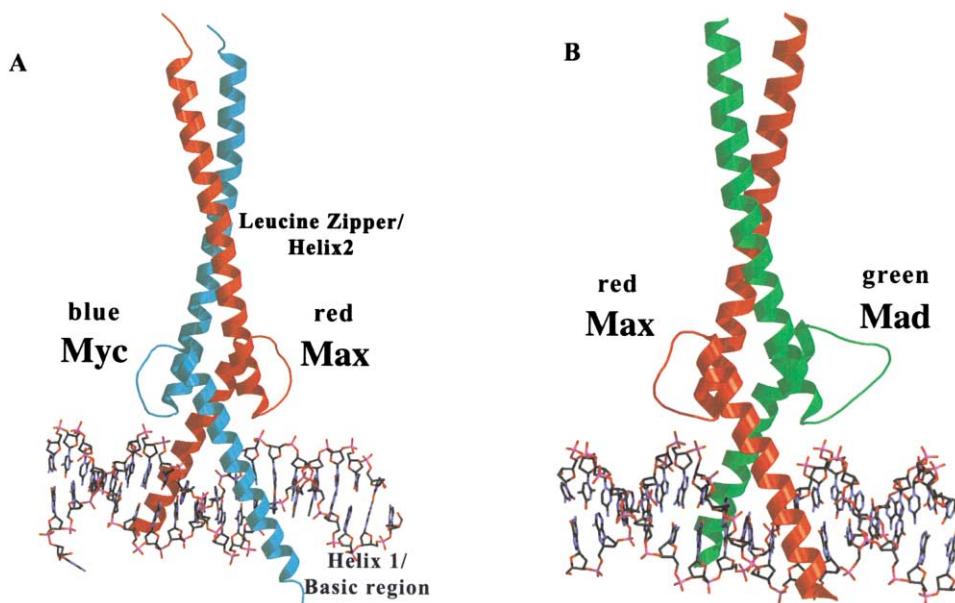 A
B
Leucine Zipper/
Helix2
blue
Myc
red
Max
red
Max
green
Mad
Helix 1/
Basic region